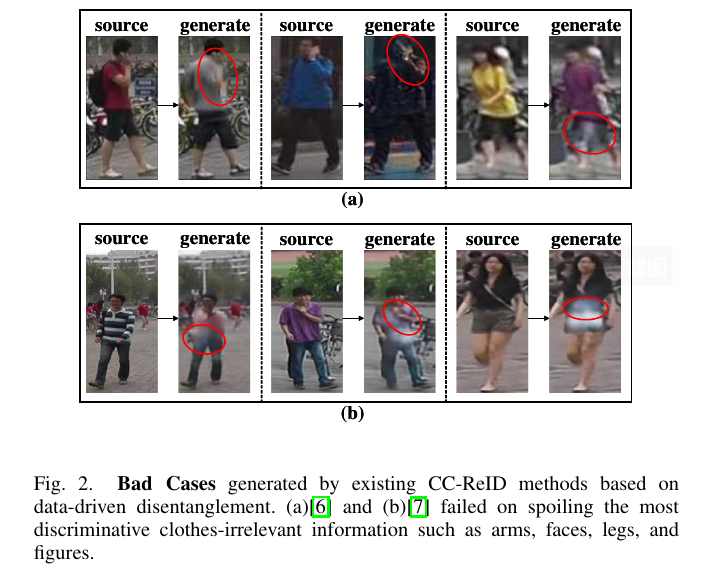 source generate source generate source generate
(a)
source generate source generate source generate
截图
(b)
Fig. 2. Bad Cases generated by existing CC-ReID methods based on
data-driven disentanglement. (a)[6] and (b)[7] failed on spoiling the most
discriminative clothes-irrelevant information such as arms, faces, legs, and
figures.